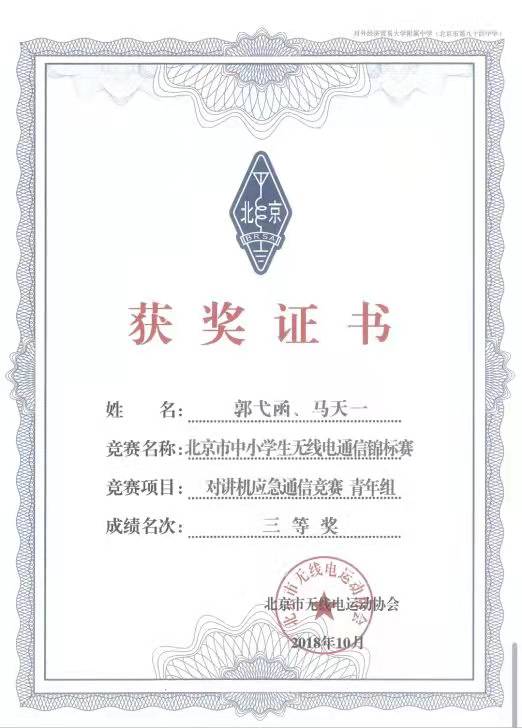 对外经济贸易大学附属中学（北京市第九十四中学）
北京
BRSA
获奖证书
姓 名：郭弋函、马天一
竞赛名称：北京市中小学生无线电通信锦标赛
竞赛项目：对讲机应急通信竞赛 青年组
成绩名次：三等奖
北京市无线电运动协会
北京市无线电运动协会
2018年10月